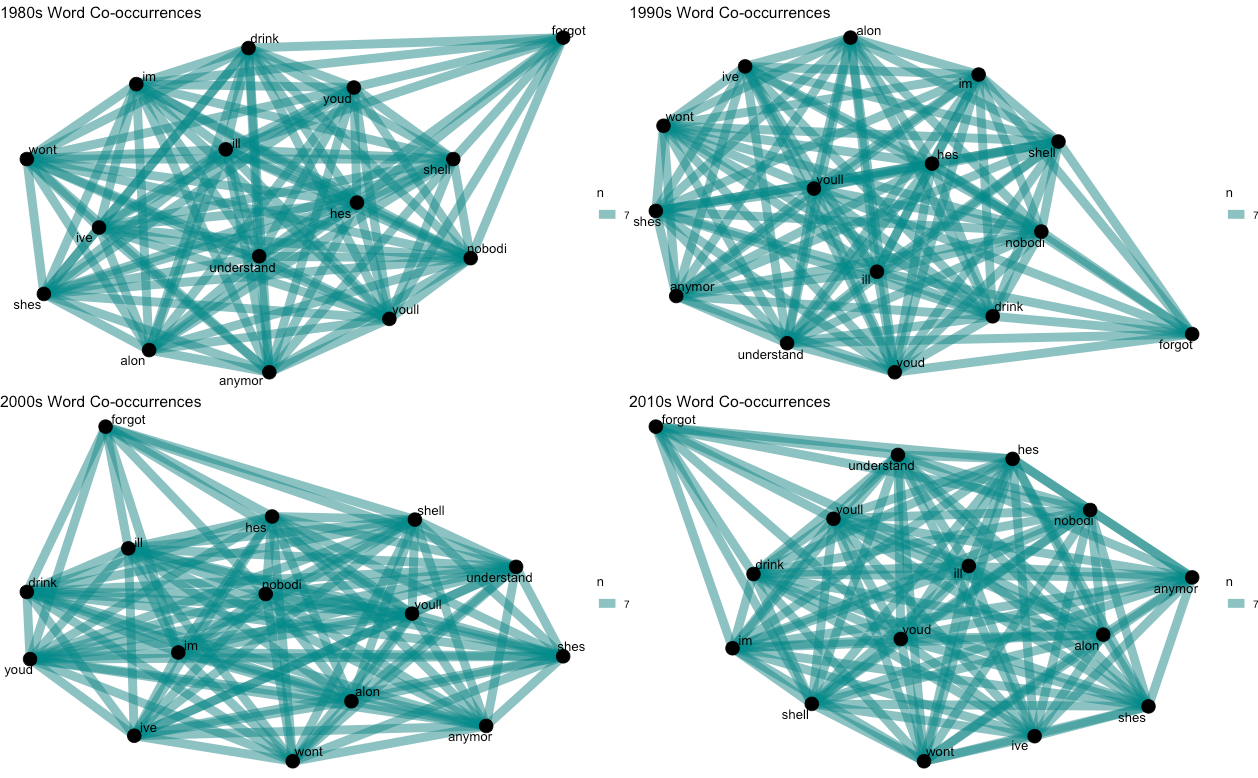 1980s Word Co-occurrences
forgot
drink
im
youd
ill
wont
shell
hes
ive
nobodi
understand
shes
youll
alon
anymor
n
7
1990s Word Co-occurrences
alon
ive
im
wont
shell
hes
youll
shes
nobodi
ill
anymor
drink
forgot
understand
youd
n
7
2000s Word Co-occurrences
forgot
shell
hes
ill
understand
drink
nobodi
youll
im
shes
youd
alon
ive
anymor
wont
n
7
2010s Word Co-occurrences
forgot
hes
understand
youll
nobodi
drink
ill
anymor
youd
im
alon
shell
shes
ive
wont
n
7